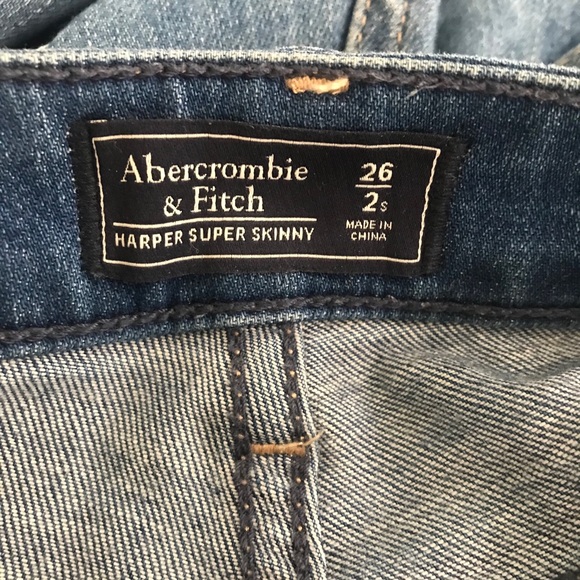 Abercrombie
& Fitch
HARPER SUPER SKINNY
26
2s
MADE IN
CHINA